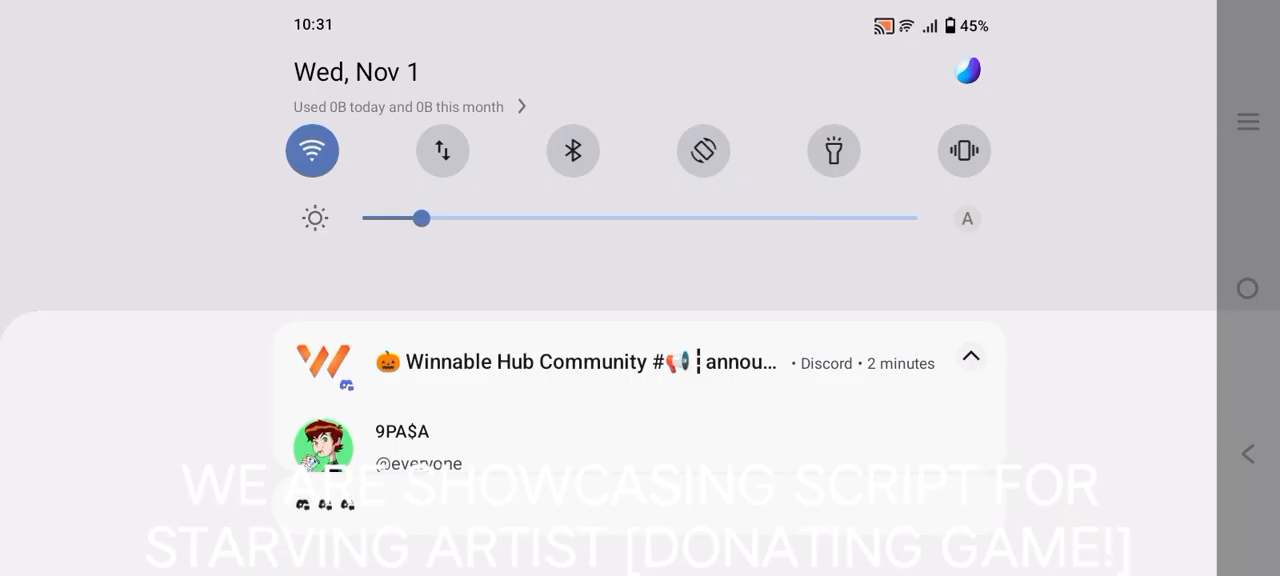 10:31
45%
Wed, Nov 1
Used 0B today and 0B this month
A
🎃 Winnable Hub Community #📢┆annou... • Discord • 2 minutes
9PA$A
@everyone
WE ARE SHOWCASING SCRIPT FOR
STARVING ARTIST [DONATING GAME!]